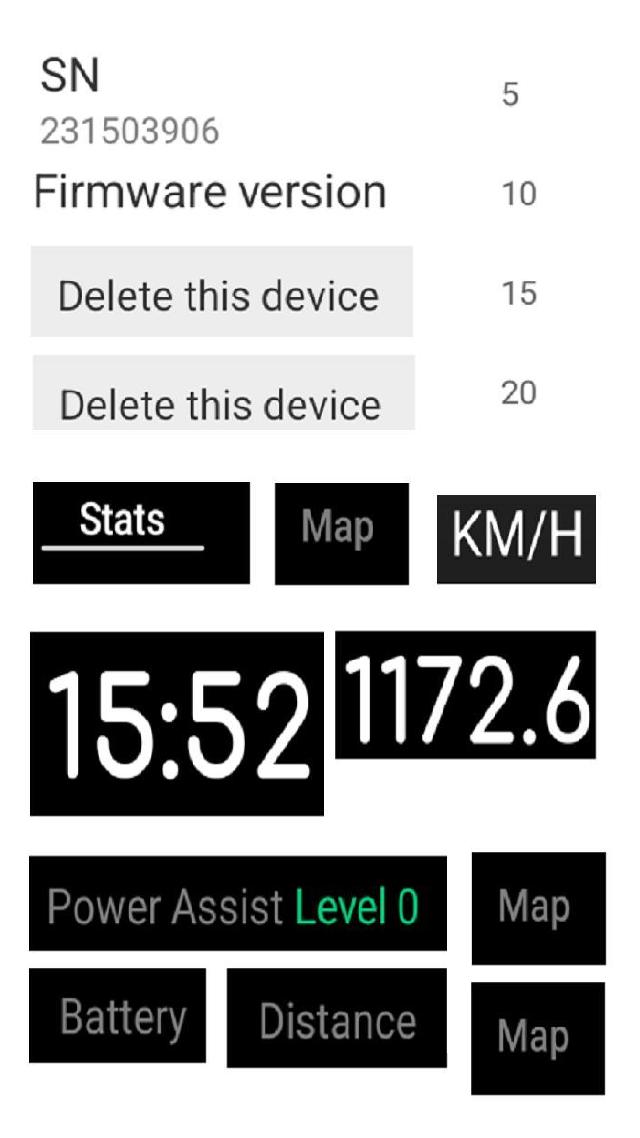 SN
231503906
5
Firmware version
10
Delete this device
15
Delete this device
20
Stats
Map
KM/H
15:52
1172.6
Power Assist Level 0
Map
Battery
Distance
Map